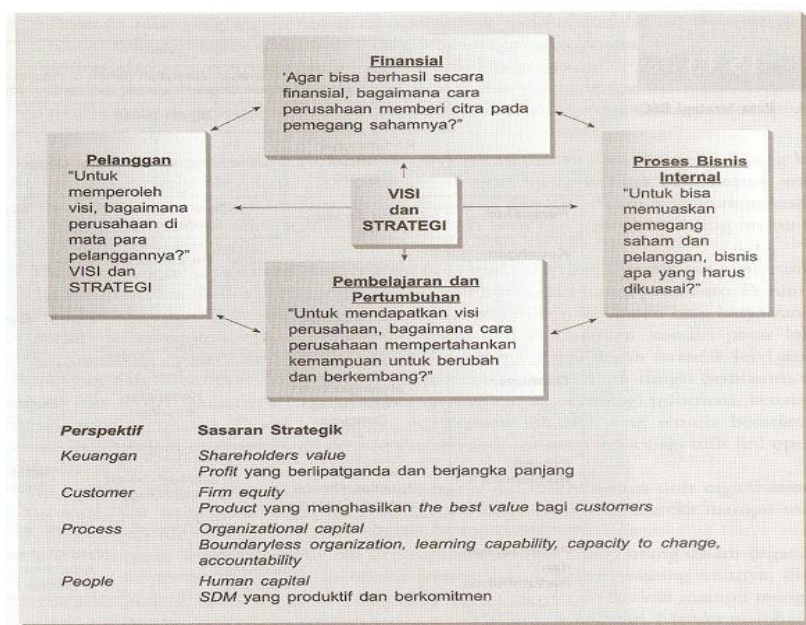 Finansial
'Agar bisa berhasil secara
finansial, bagaimana cara
perusahaan memberi citra pada
pemegang sahamnya?"
Pelanggan
"Untuk
memperoleh
visi, bagaimana
perusahaan di
mata para
pelanggannya?"
VISI dan
STRATEGI
VISI
dan
STRATEGI
Proses Bisnis
Internal
"Untuk bisa
memuaskan
pemegang
saham dan
pelanggan, bisnis
apa yang harus
dikuasai?"
Pembelajaran dan
Pertumbuhan
"Untuk mendapatkan visi
perusahaan, bagaimana cara
perusahaan mempertahankan
kemampuan untuk berubah
dan berkembang?"
Perspektif Sasaran Strategik
Keuangan Shareholders value
Profit yang berlipatganda dan berjangka panjang
Customer Firm equity
Product yang menghasilkan the best value bagi customers
Process Organizational capital
Boundaryless organization, learning capability, capacity to change,
accountability
People Human capital
SDM yang produktif dan berkomitmen